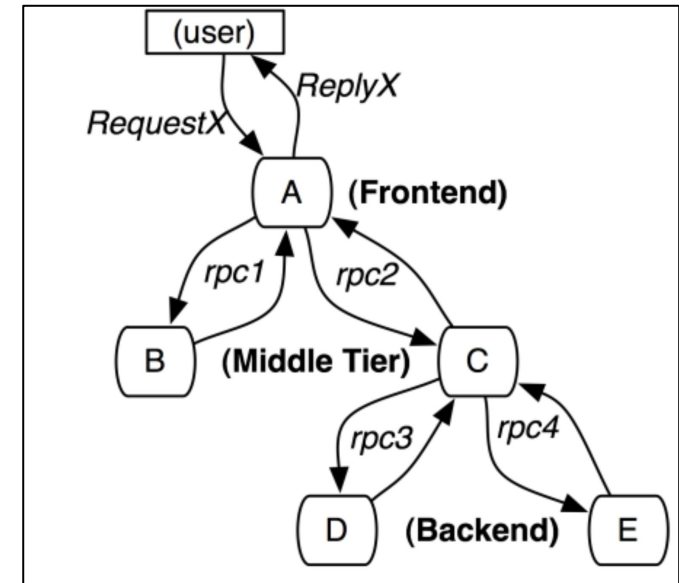 (user)
ReplyX
RequestX
A (Frontend)
rpc1 rpc2
B (Middle Tier) C
rpc3 rpc4
D (Backend) E